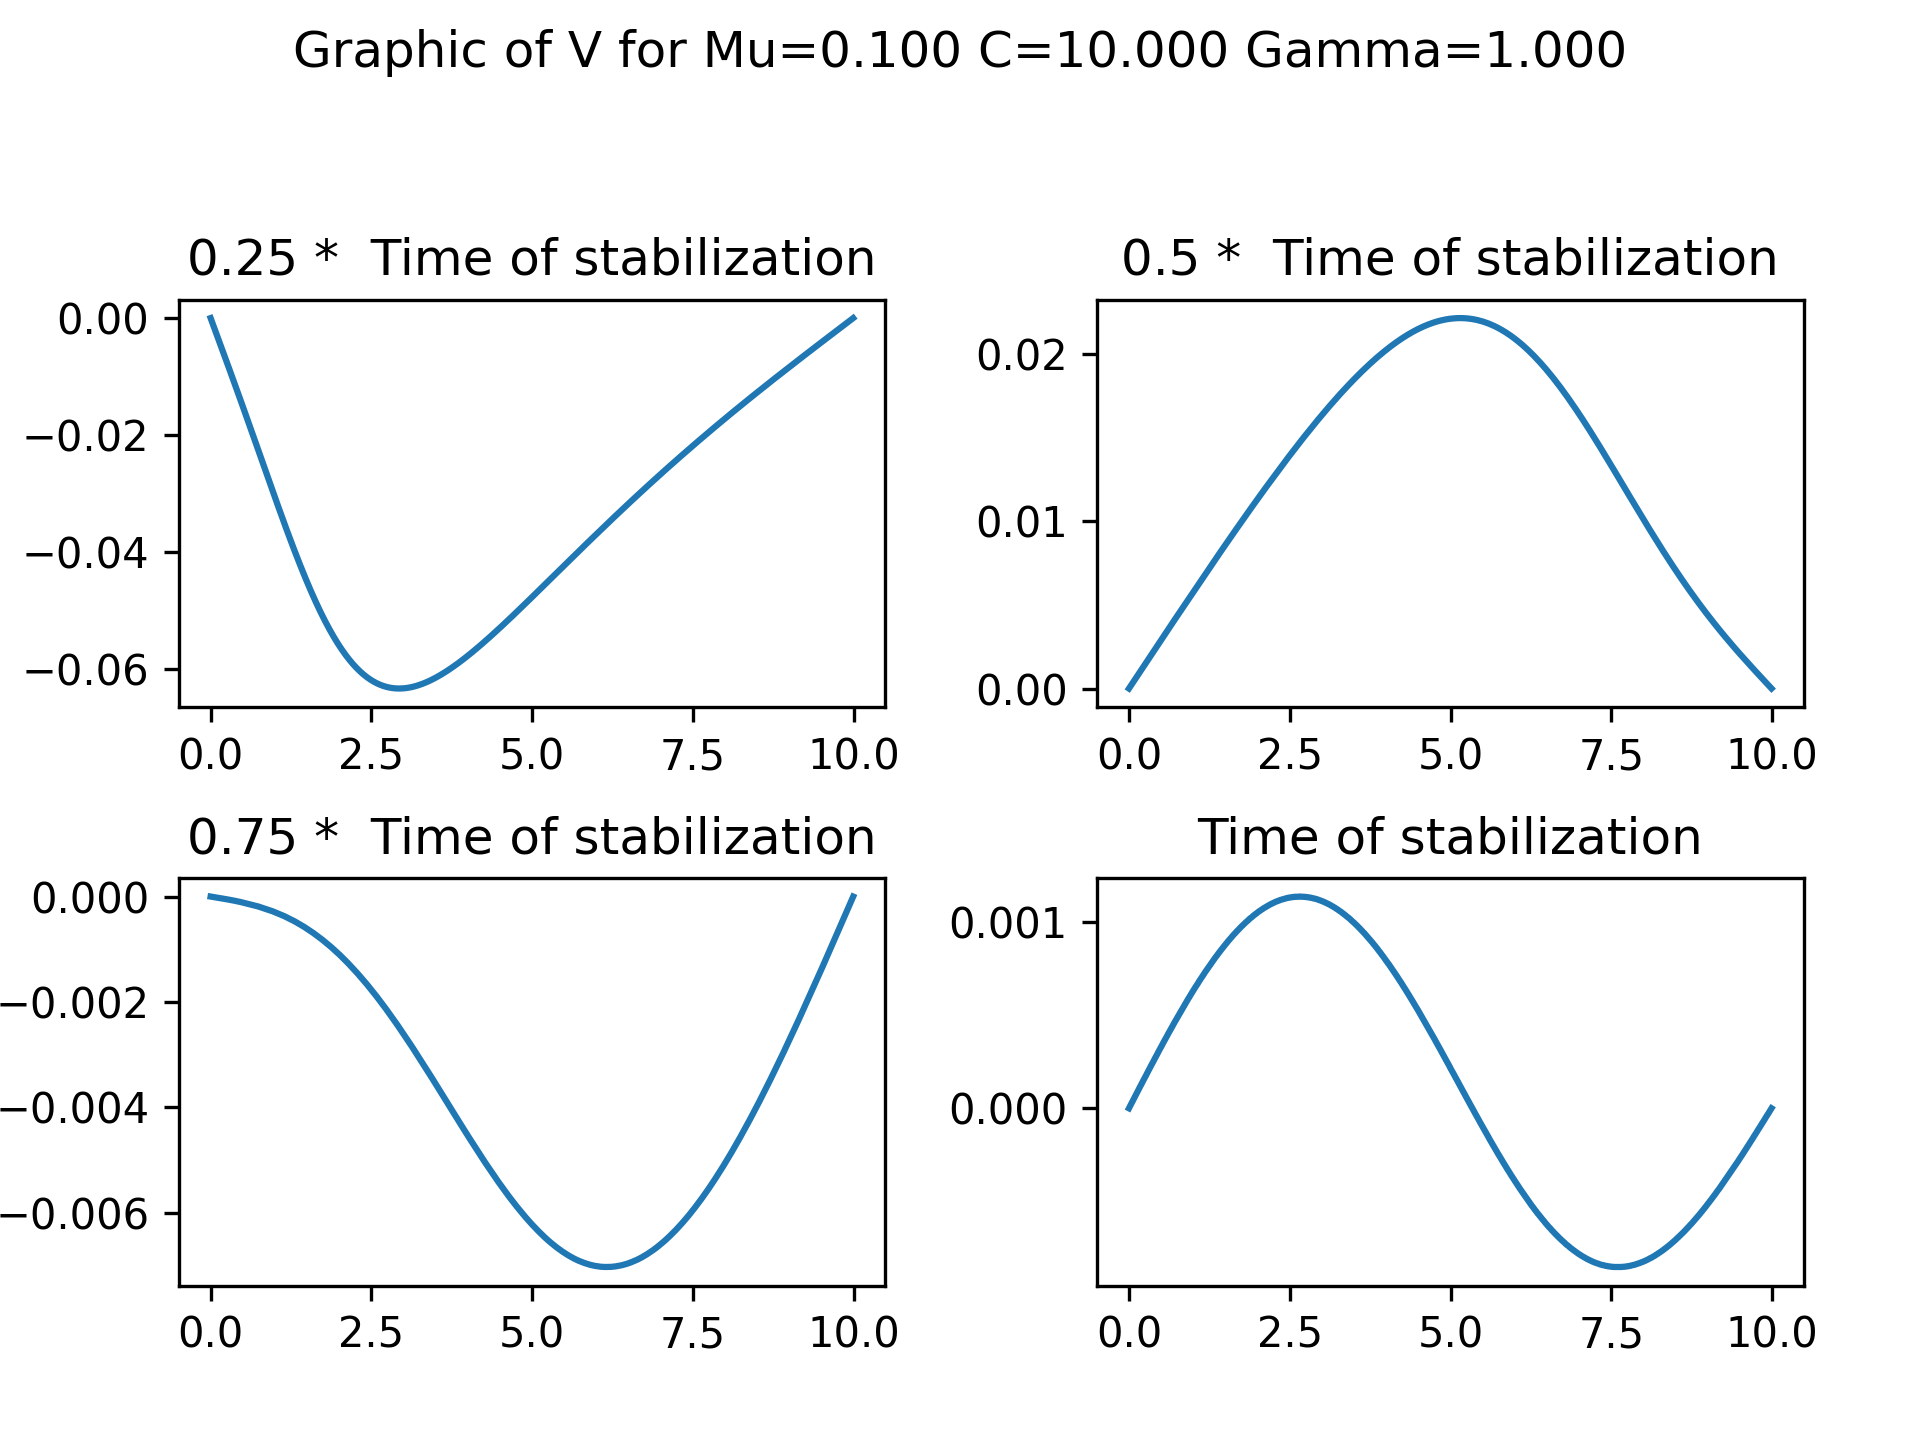 Graphic of V for Mu=0.100 C=10.000 Gamma=1.000
0.25 *  Time of stabilization
0.00
−0.02
−0.04
−0.06
0.0 2.5 5.0 7.5 10.0
0.5 *  Time of stabilization
0.02
0.01
0.00
0.0 2.5 5.0 7.5 10.0
0.75 *  Time of stabilization
0.000
−0.002
−0.004
−0.006
0.0 2.5 5.0 7.5 10.0
Time of stabilization
0.001
0.000
0.0 2.5 5.0 7.5 10.0